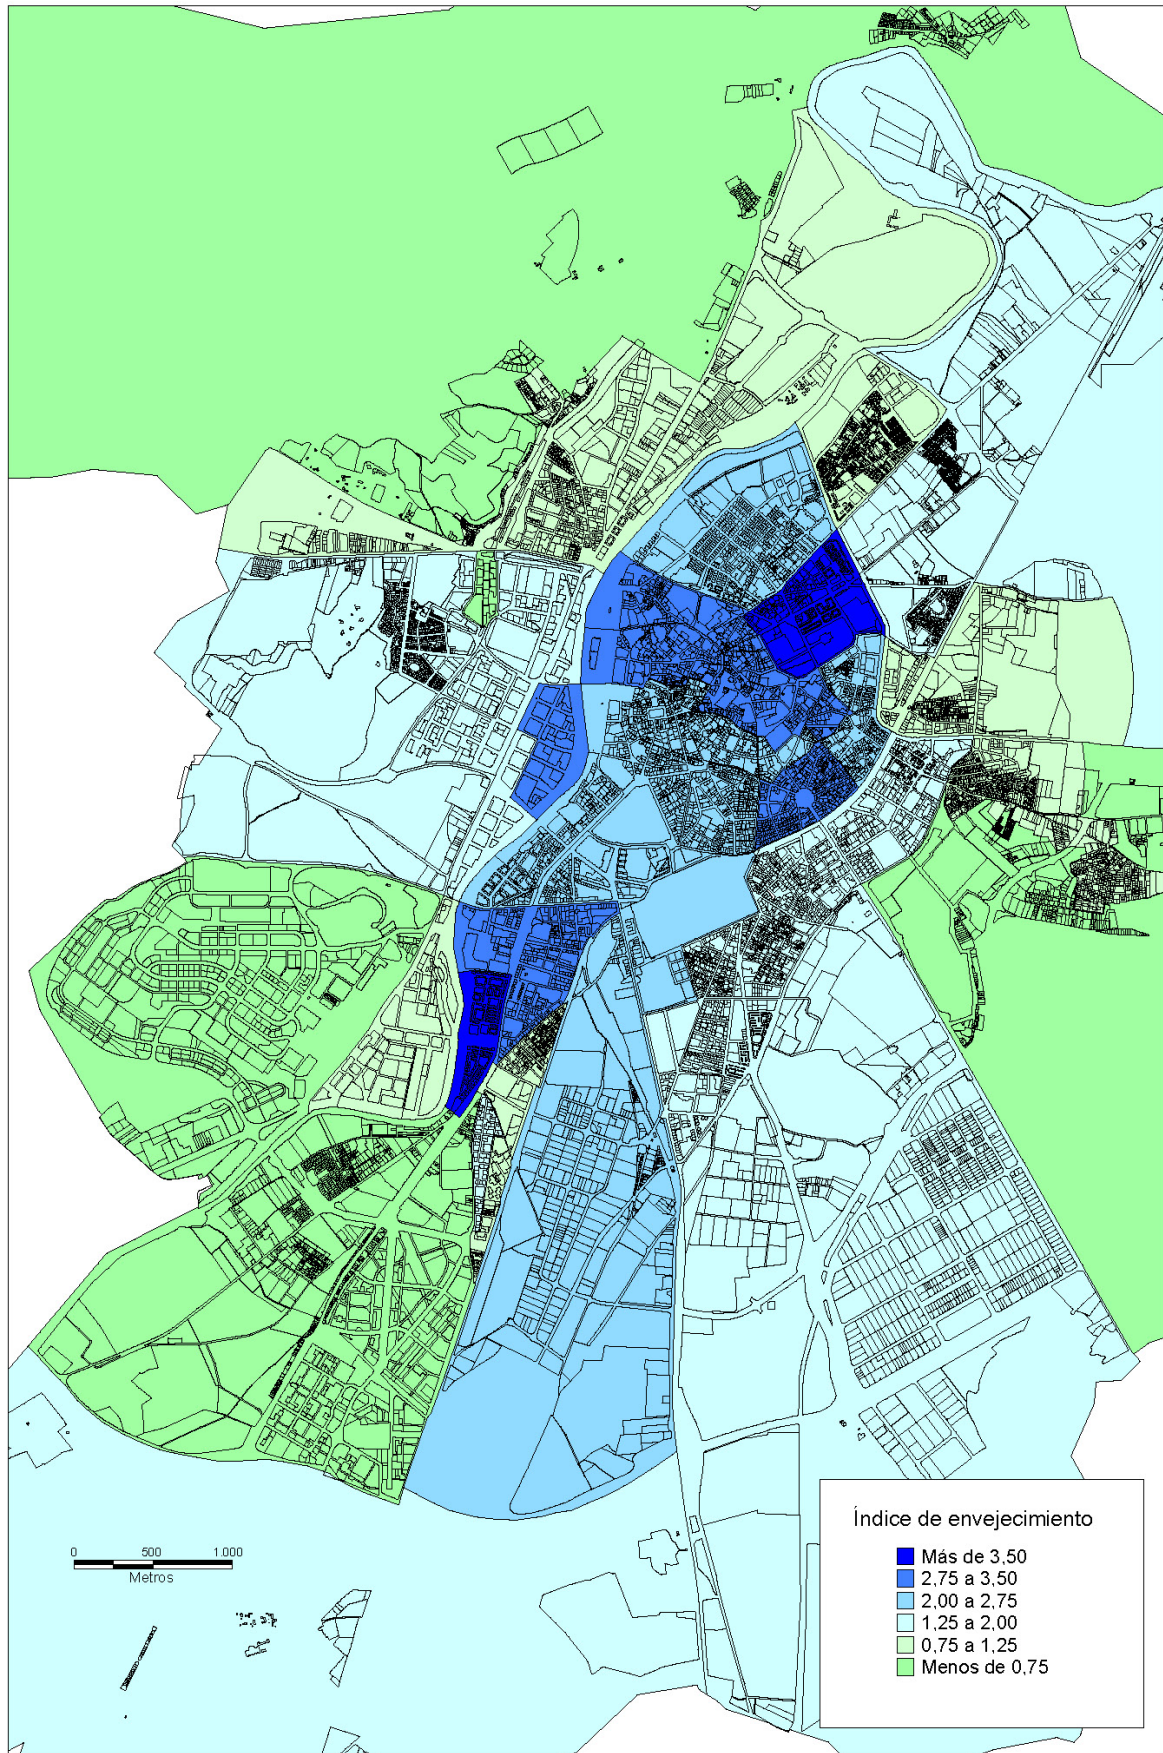 Índice de envejecimiento
Más de 3,50
2,75 a 3,50
2,00 a 2,75
1,25 a 2,00
0,75 a 1,25
Menos de 0,75
0 500 1.000
Metros